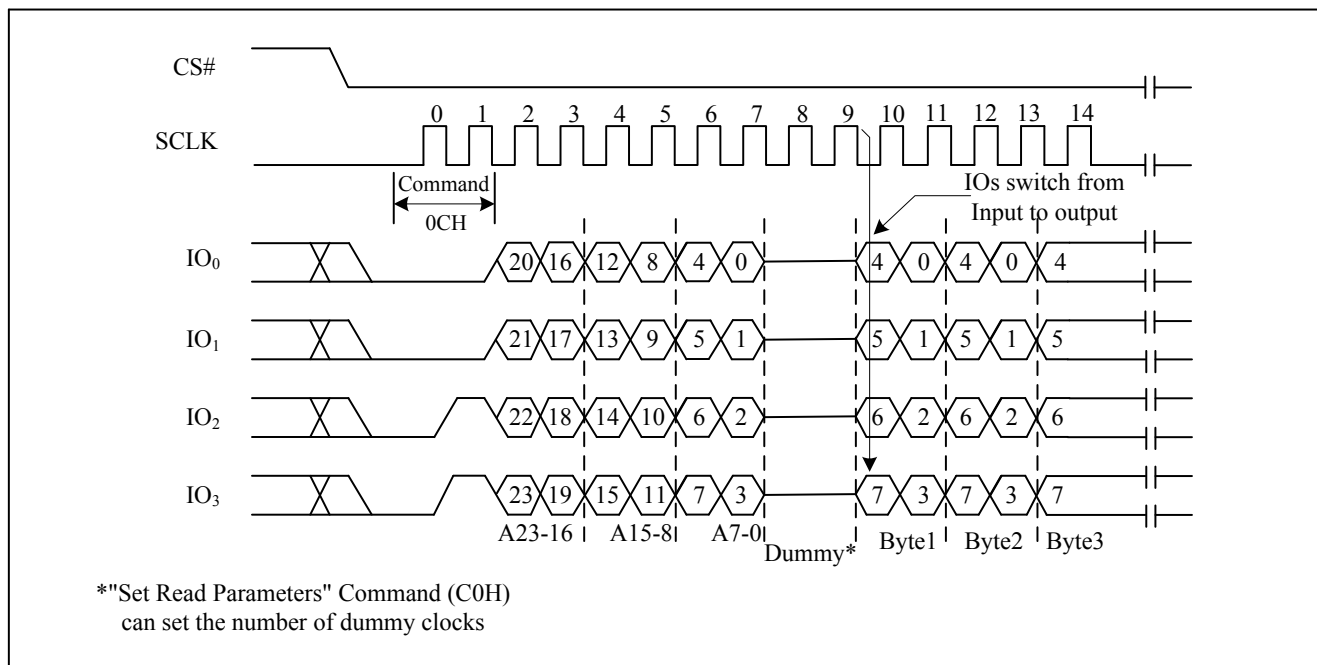 CS#
0 1 2 3 4 5 6 7 8 9 10 11 12 13 14
SCLK
Command
0CH
IOs switch from
Input to output
IO₀ 20 16 12 8 4 0 4 0 4 0 4
IO₁ 21 17 13 9 5 1 5 1 5 1 5
IO₂ 22 18 14 10 6 2 6 2 6 2 6
IO₃ 23 19 15 11 7 3 7 3 7 3 7
A23-16 A15-8 A7-0 Dummy* Byte1 Byte2 Byte3
*"Set Read Parameters" Command (C0H)
can set the number of dummy clocks